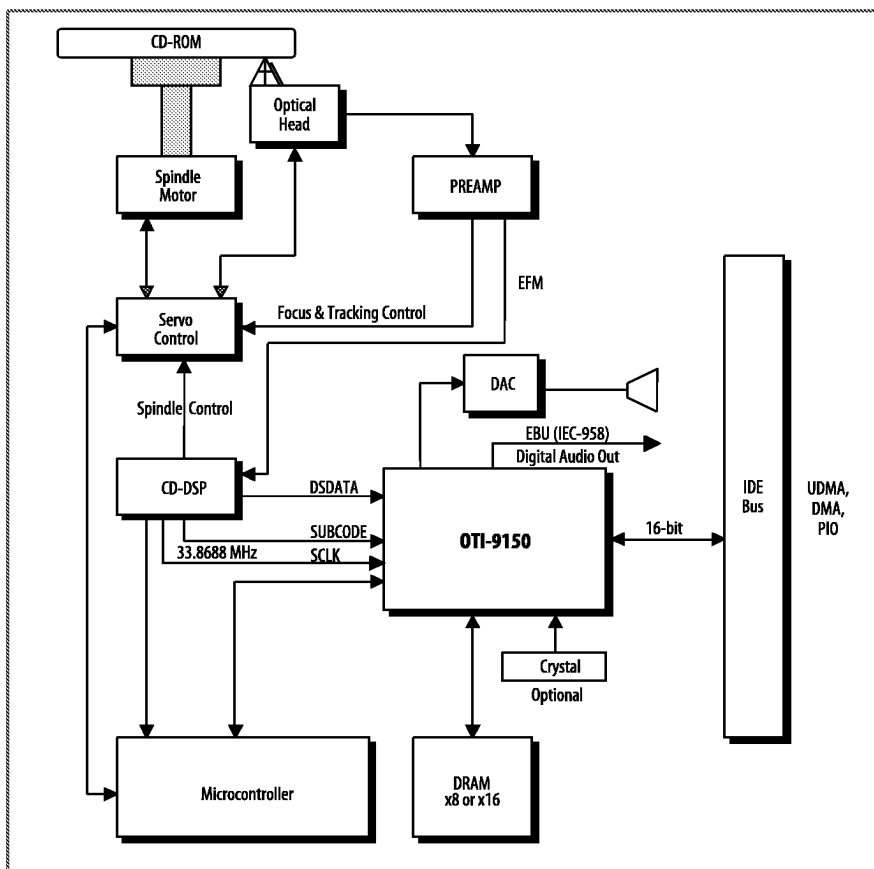 CD-ROM
Optical
Head
Spindle
Motor
PREAMP
EFM
Servo
Control
Focus & Tracking Control
DAC
Spindle Control
EBU (IEC-958)
Digital Audio Out
CD-DSP
DSDATA
IDE
Bus
UDMA,
DMA,
PIO
SUBCODE
33.8688 MHz
SCLK
OTI-9150
16-bit
Crystal
Optional
Microcontroller
DRAM
x8 or x16